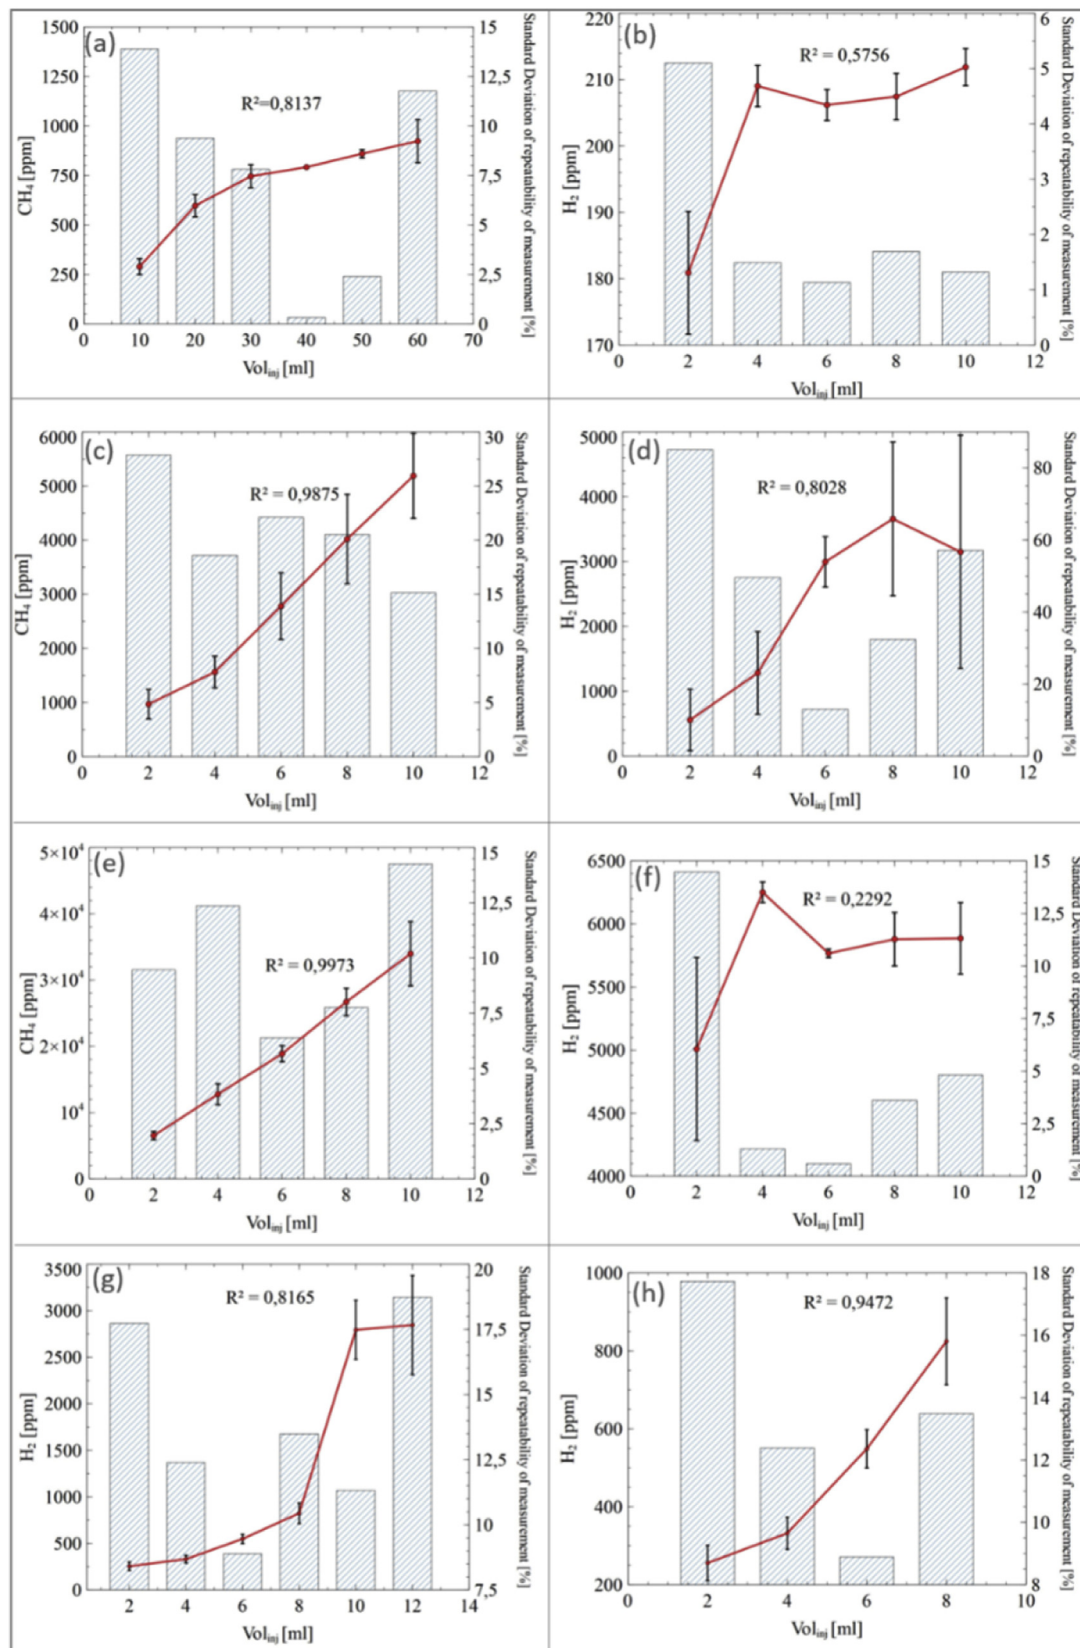 (a)
R²=0,8137
CH₄ [ppm]
1500
1250
1000
750
500
250
0
15
12,5
10
7,5
5
2,5
0
Standard Deviation of repeatability of measurement [%]
10 20 30 40 50 60 70
Vol_inj [ml]
(b)
R² = 0,5756
H₂ [ppm]
220
210
200
190
180
170
6
5
4
3
2
1
0
Standard Deviation of repeatability of measurement [%]
0 2 4 6 8 10 12
Vol_inj [ml]
(c)
R² = 0,9875
CH₄ [ppm]
6000
5000
4000
3000
2000
1000
0
30
25
20
15
10
5
0
Standard Deviation of repeatability of measurement [%]
0 2 4 6 8 10 12
Vol_inj [ml]
(d)
R² = 0,8028
H₂ [ppm]
5000
4000
3000
2000
1000
0
80
60
40
20
0
Standard Deviation of repeatability of measurement [%]
0 2 4 6 8 10 12
Vol_inj [ml]
(e)
R² = 0,9973
CH₄ [ppm]
5×10⁴
4×10⁴
3×10⁴
2×10⁴
10⁴
0
15
12,5
10
7,5
5
2,5
0
Standard Deviation of repeatability of measurement [%]
0 2 4 6 8 10 12
Vol_inj [ml]
(f)
R² = 0,2292
H₂ [ppm]
6500
6000
5500
5000
4500
4000
15
12,5
10
7,5
5
2,5
0
Standard Deviation of repeatability of measurement [%]
0 2 4 6 8 10 12
Vol_inj [ml]
(g)
R² = 0,8165
H₂ [ppm]
3500
3000
2500
2000
1500
1000
500
0
20
17,5
15
12,5
10
7,5
Standard Deviation of repeatability of measurement [%]
2 4 6 8 10 12 14
Vol_inj [ml]
(h)
R² = 0,9472
H₂ [ppm]
1000
800
600
400
200
18
16
14
12
10
8
Standard Deviation of repeatability of measurement [%]
0 2 4 6 8 10
Vol_inj [ml]